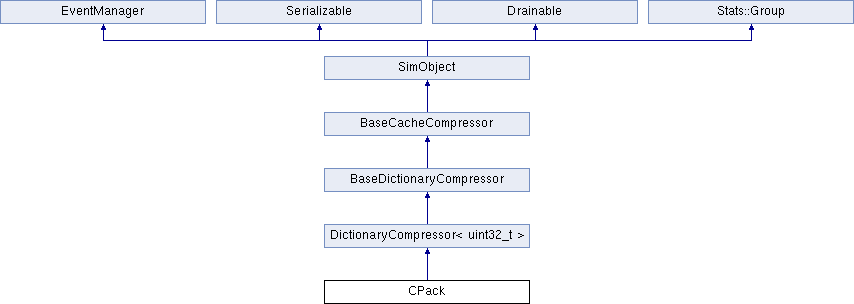 EventManager
Serializable
Drainable
Stats::Group
SimObject
BaseCacheCompressor
BaseDictionaryCompressor
DictionaryCompressor< uint32_t >
CPack